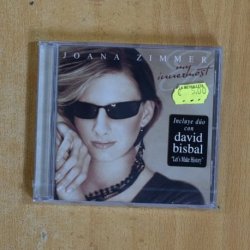 JOANA ZIMMER
my innermost
Incluye dúo
con
david
bisbal
"Let's Make History"